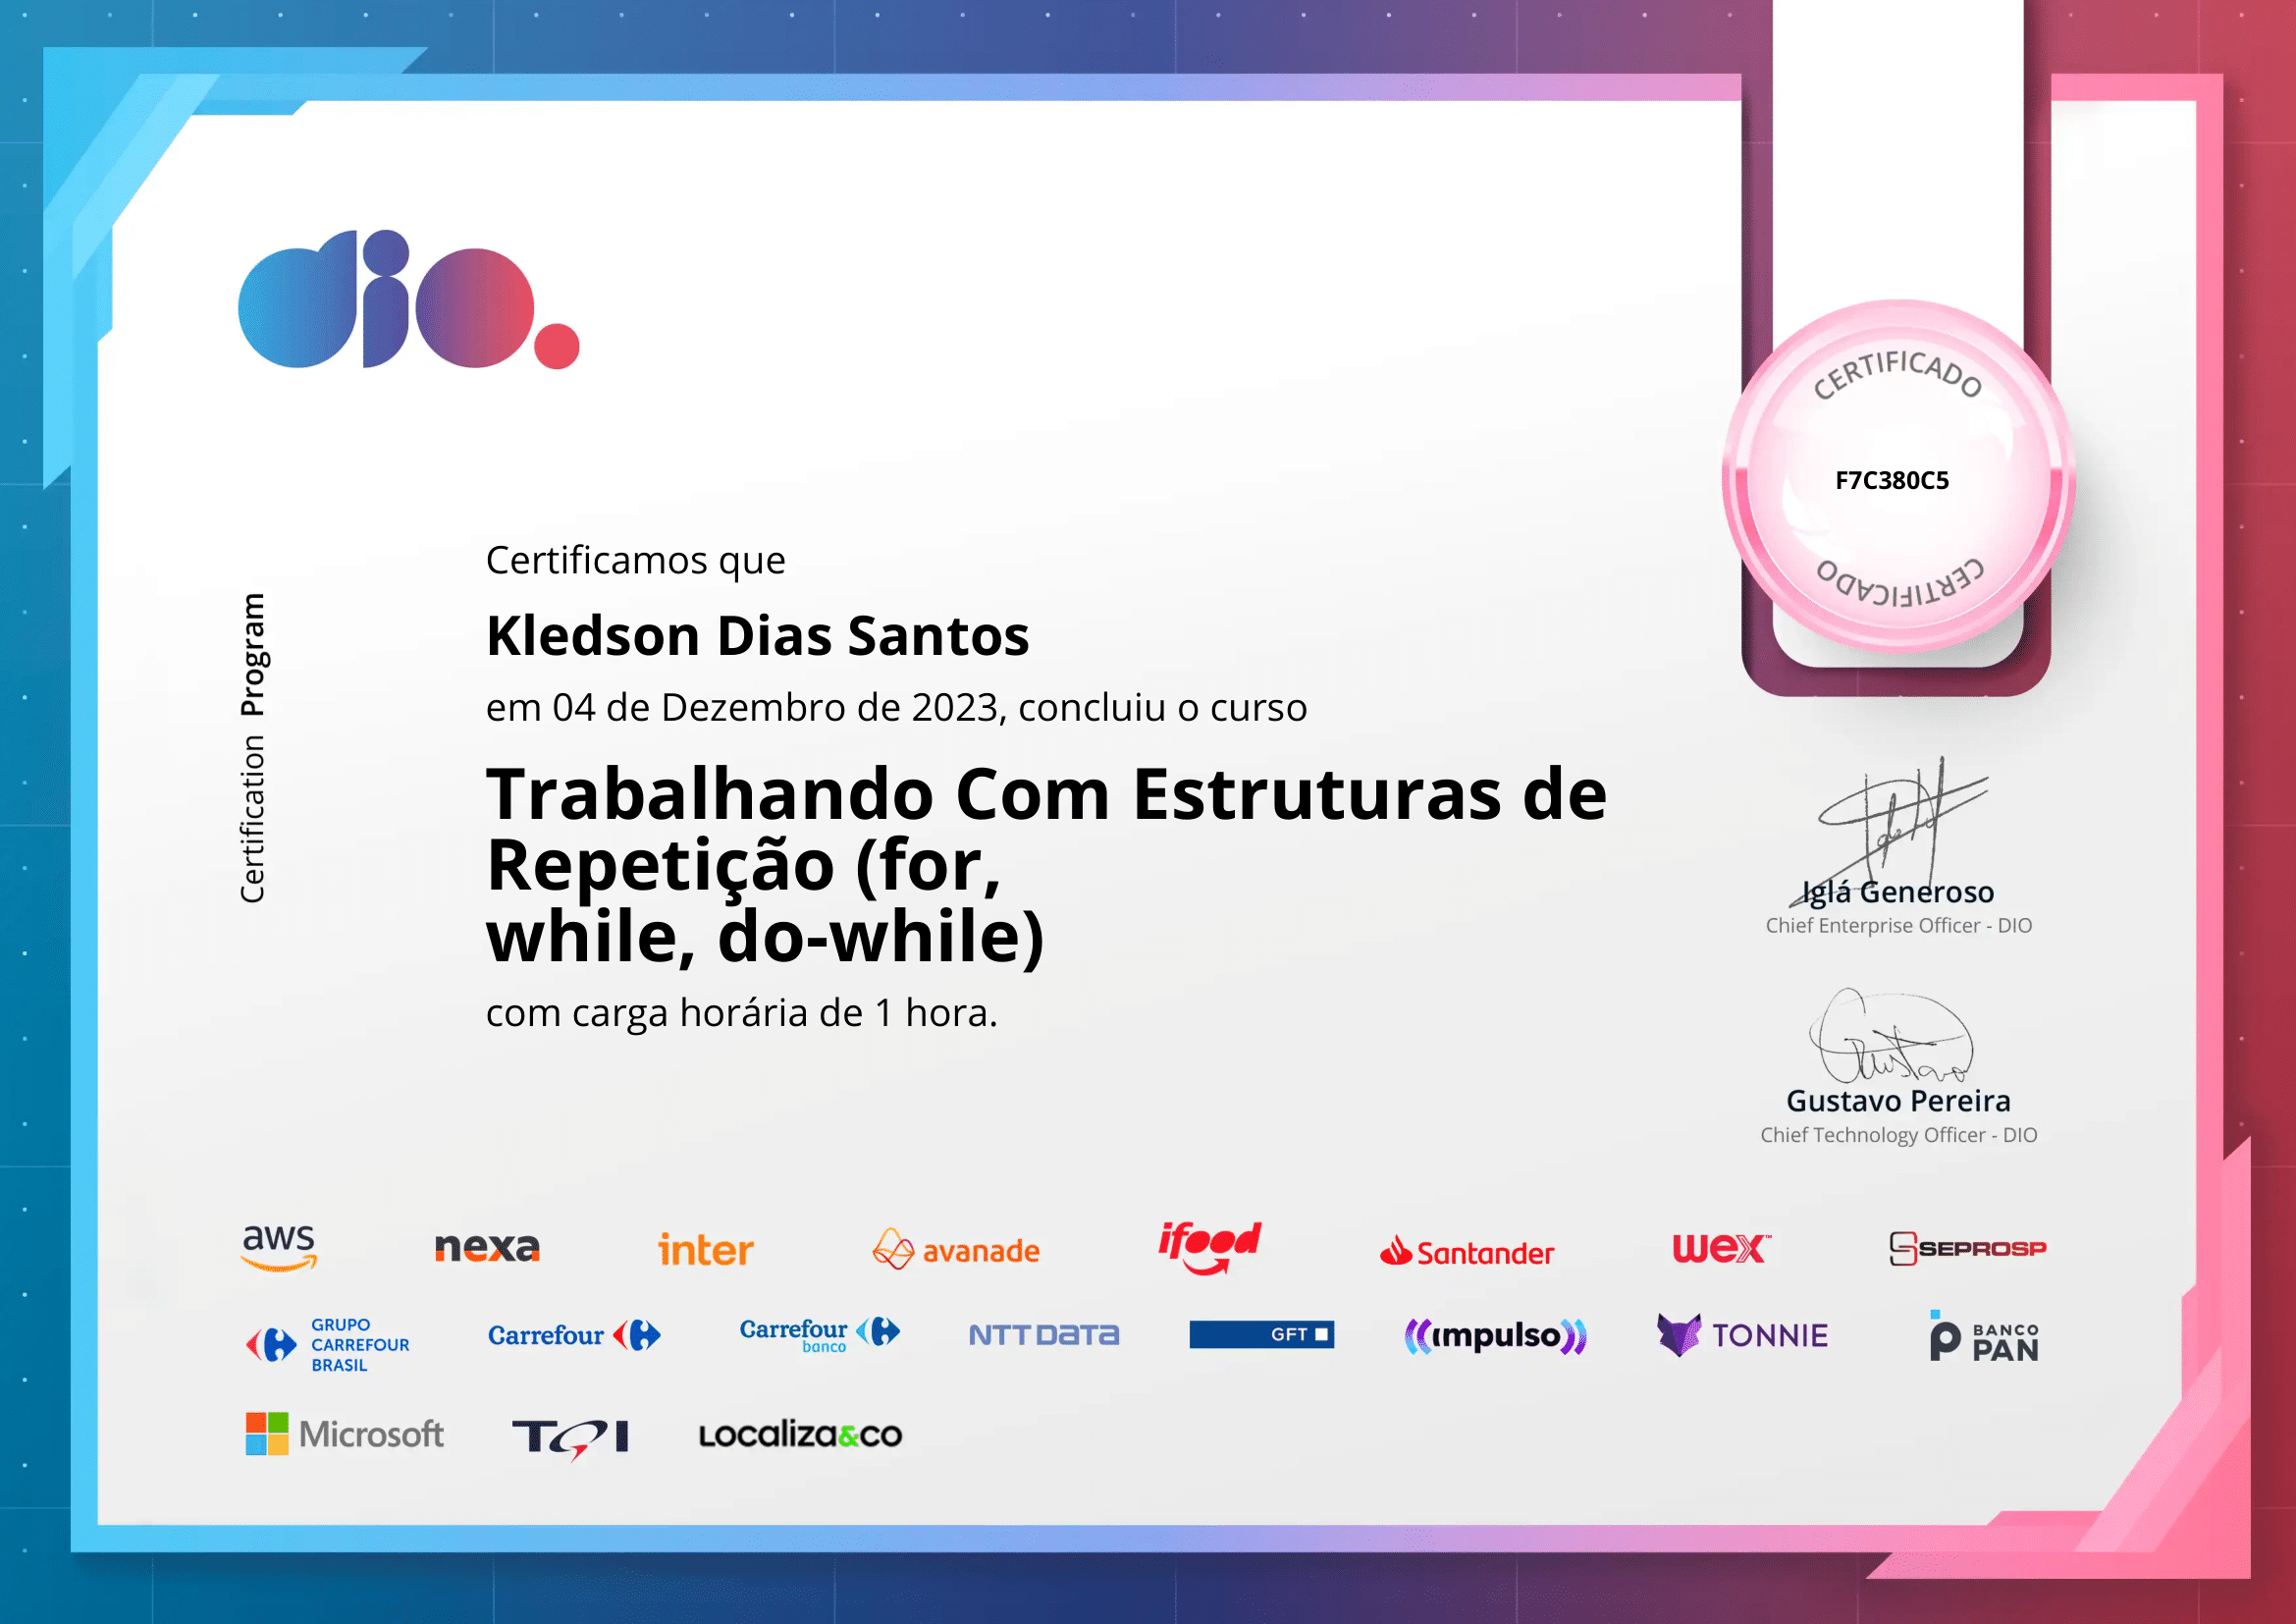 dio.
CERTIFICADO
F7C380C5
CERTIFICADO
Certification Program
Certificamos que
Kledson Dias Santos
em 04 de Dezembro de 2023, concluiu o curso
Trabalhando Com Estruturas de
Repetição (for,
while, do-while)
com carga horária de 1 hora.
Iglá Generoso
Chief Enterprise Officer - DIO
Gustavo
Gustavo Pereira
Chief Technology Officer - DIO
aws
nexa
inter
avanade
ifood
Santander
wex™
SEPROSP
GRUPO
CARREFOUR
BRASIL
Carrefour
Carrefour
banco
NTT DATA
GFT
impulso
TONNIE
BANCO
PAN
Microsoft
TQI
Localiza&co